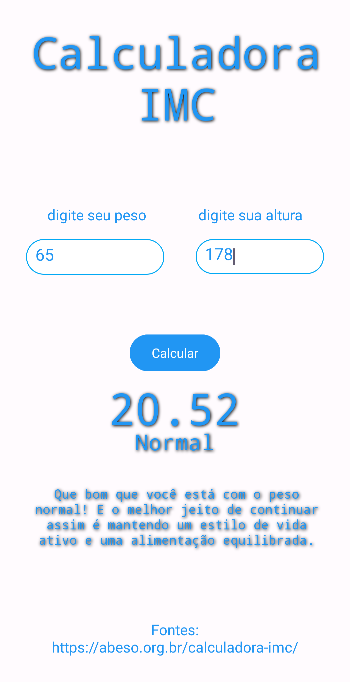 Calculadora
IMC
digite seu peso
digite sua altura
65
178
Calcular
20.52
Normal
Que bom que você está com o peso
normal! E o melhor jeito de continuar
assim é mantendo um estilo de vida
ativo e uma alimentação equilibrada.
Fontes:
https://abeso.org.br/calculadora-imc/